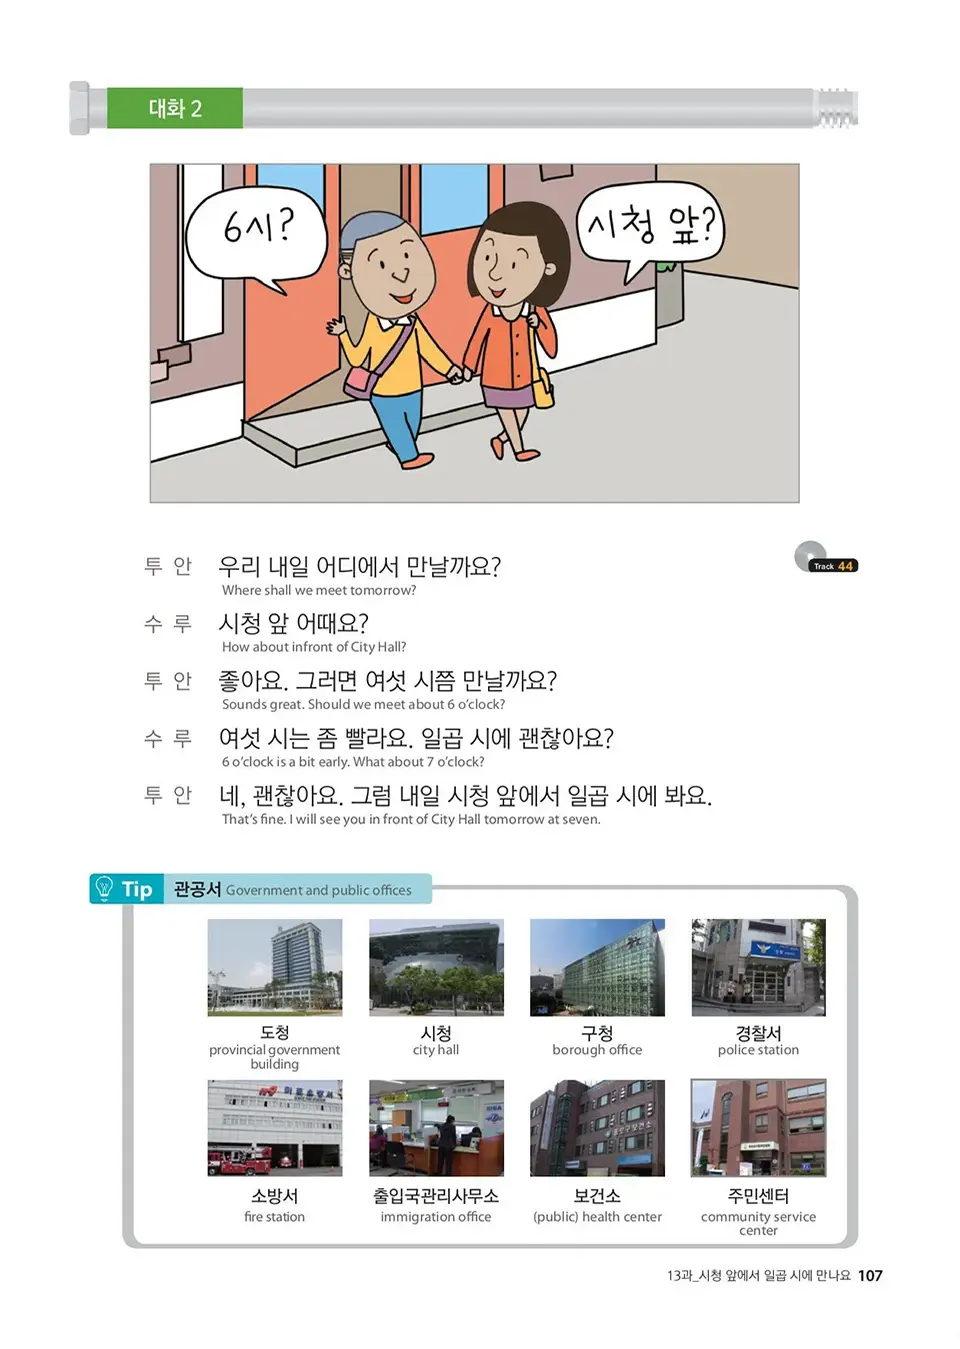 대화 2
6시?
시청 앞?
투 안 우리 내일 어디에서 만날까요?
Where shall we meet tomorrow?
Track 44
수 루 시청 앞 어때요?
How about infront of City Hall?
투 안 좋아요. 그러면 여섯 시쯤 만날까요?
Sounds great. Should we meet about 6 o’clock?
수 루 여섯 시는 좀 빨라요. 일곱 시에 괜찮아요?
6 o’clock is a bit early. What about 7 o’clock?
투 안 네, 괜찮아요. 그럼 내일 시청 앞에서 일곱 시에 봐요.
That’s fine. I will see you in front of City Hall tomorrow at seven.
Tip 관공서 Government and public offices
도청 시청 구청 경찰서
provincial government city hall borough office police station
building
소방서 출입국관리사무소 보건소 주민센터
fire station immigration office (public) health center community service
center
13과_시청 앞에서 일곱 시에 만나요 107